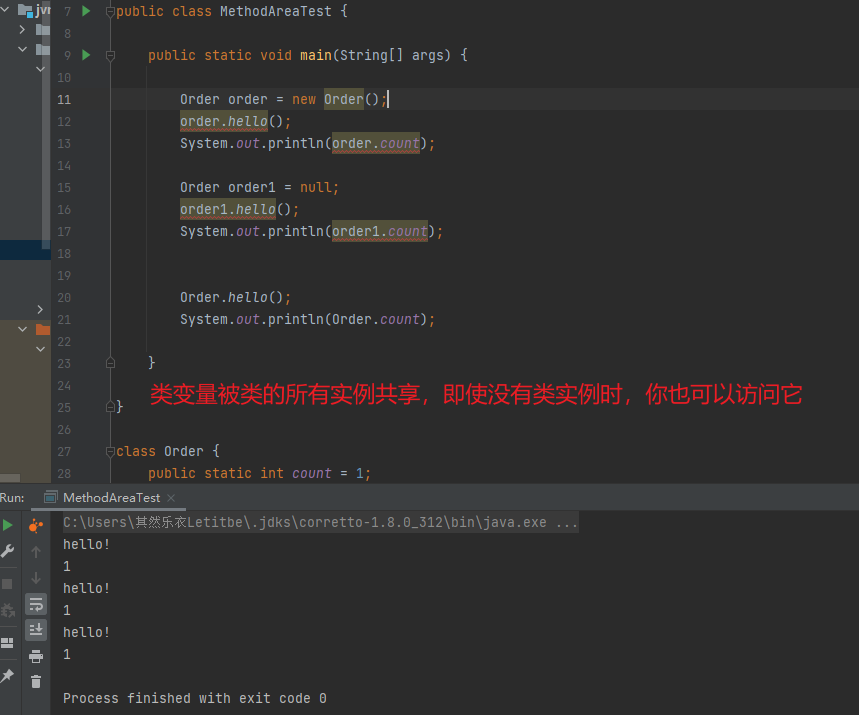 jvm
7 public class MethodAreaTest {
8
9 public static void main(String[] args) {
10
11 Order order = new Order();
12 order.hello();
13 System.out.println(order.count);
14
15 Order order1 = null;
16 order1.hello();
17 System.out.println(order1.count);
18
19
20 Order.hello();
21 System.out.println(Order.count);
22
23 }
24 类变量被类的所有实例共享，即使没有类实例时，你也可以访问它
25 }
26
27 class Order {
28 public static int count = 1;
Run: MethodAreaTest ×
C:\Users\其然乐衣Letitbe\.jdks\corretto-1.8.0_312\bin\java.exe ...
hello!
1
hello!
1
hello!
1
Process finished with exit code 0